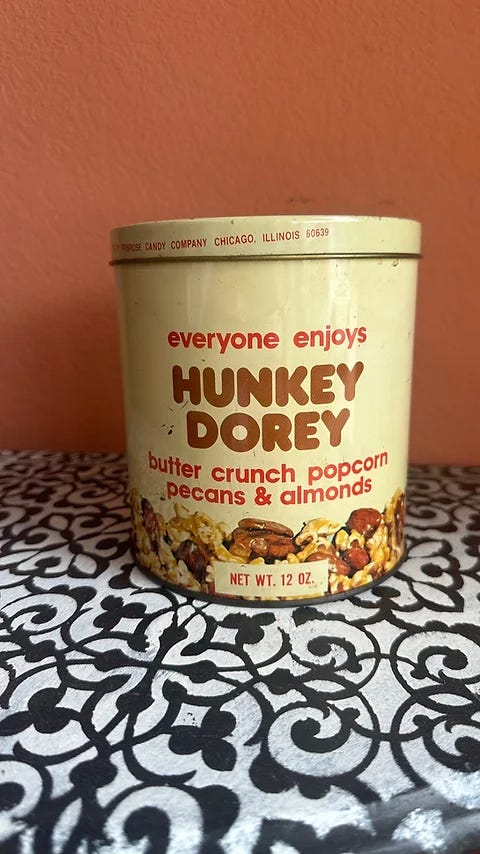 PRIMROSE CANDY COMPANY CHICAGO, ILLINOIS 60639
everyone enjoys
HUNKEY
DOREY
butter crunch popcorn
pecans & almonds
NET WT. 12 OZ.